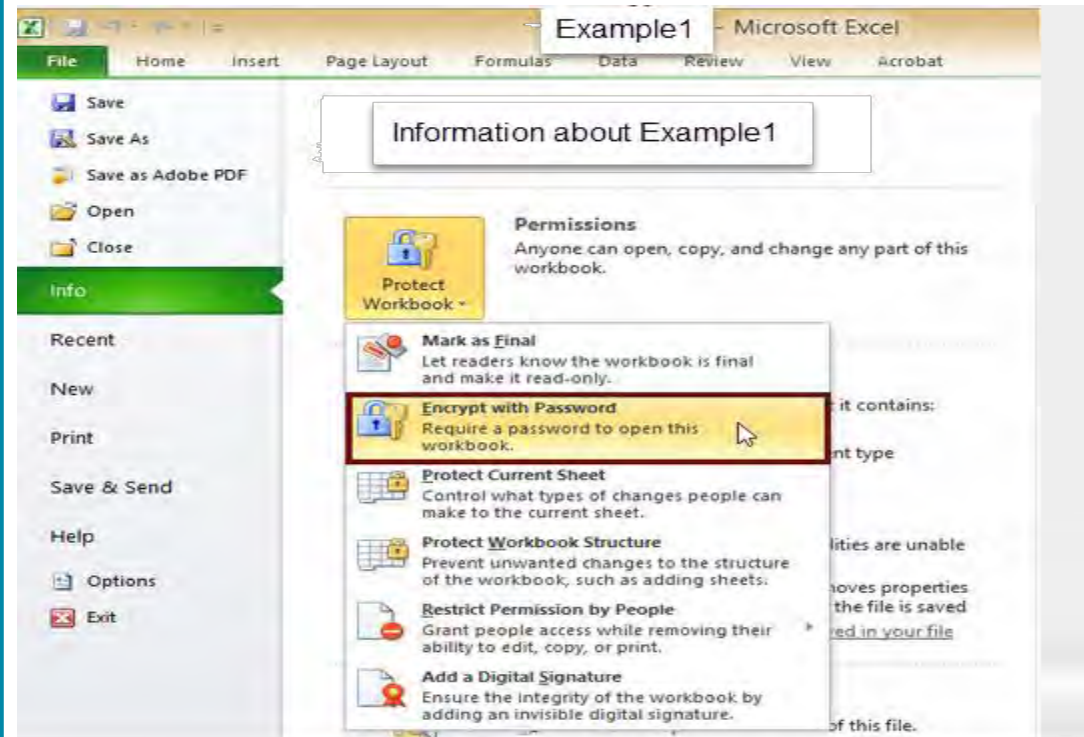 Example1 - Microsoft Excel
File Home Insert Page Layout Formulas Data Review View Acrobat
Save
Save As
Save as Adobe PDF
Open
Close
Info
Recent
New
Print
Save & Send
Help
Options
Exit
Information about Example1
Permissions
Anyone can open, copy, and change any part of this
workbook.
Protect
Workbook
Mark as Final
Let readers know the workbook is final
and make it read-only.
Encrypt with Password
Require a password to open this
workbook.
Protect Current Sheet
Control what types of changes people can
make to the current sheet.
Protect Workbook Structure
Prevent unwanted changes to the structure
of the workbook, such as adding sheets.
Restrict Permission by People
Grant people access while removing their
ability to edit, copy, or print.
Add a Digital Signature
Ensure the integrity of the workbook by
adding an invisible digital signature.
it contains:
type
are unable
properties
the file is saved
in your file
of this file.